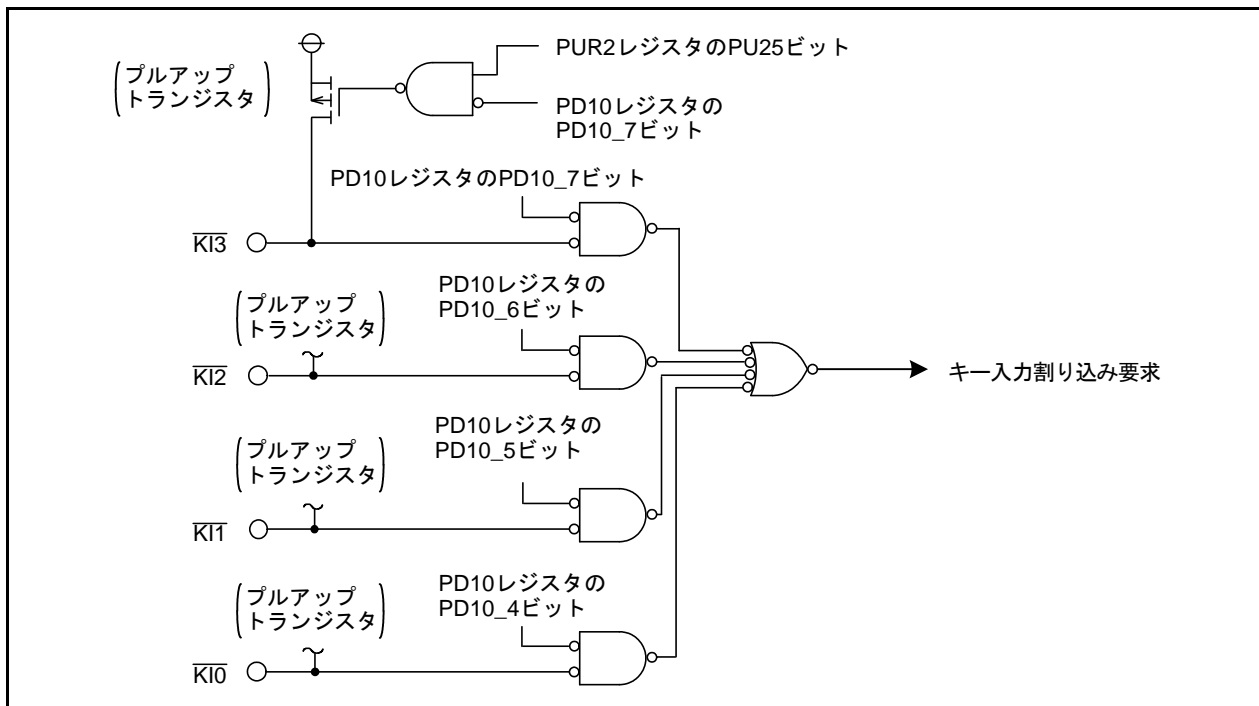 PUR2レジスタのPU25ビット
(プルアップ
トランジスタ)
PD10レジスタの
PD10_7ビット
PD10レジスタのPD10_7ビット
KI3
PD10レジスタの
PD10_6ビット
(プルアップ
トランジスタ)
KI2
キー入力割り込み要求
PD10レジスタの
PD10_5ビット
(プルアップ
トランジスタ)
KI1
PD10レジスタの
PD10_4ビット
(プルアップ
トランジスタ)
KI0